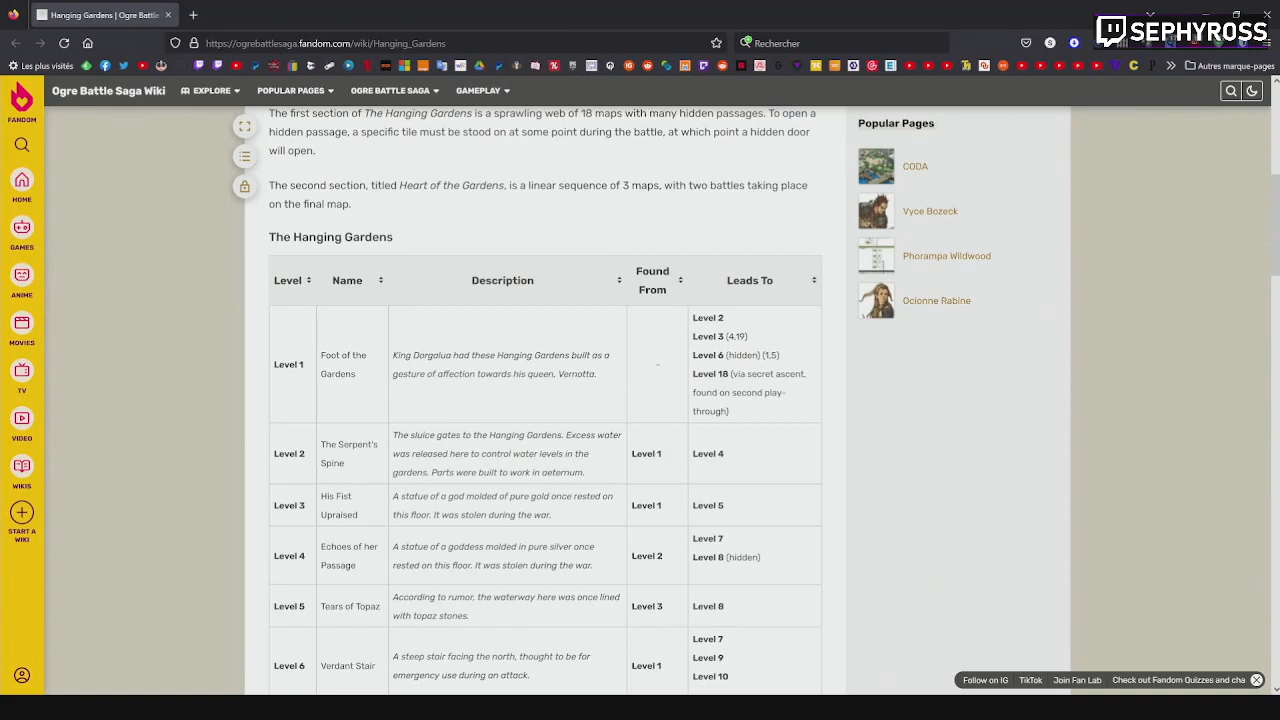 Hanging Gardens | Ogre Battle
SEPHYROSS
https://ogrebattlesaga.fandom.com/wiki/Hanging_Gardens
Rechercher
Les plus visités
Autres marque-pages
FANDOM
Ogre Battle Saga Wiki
EXPLORE
POPULAR PAGES
OGRE BATTLE SAGA
GAMEPLAY
HOME
GAMES
ANIME
MOVIES
TV
VIDEO
WIKIS
START A
WIKI
The first section of The Hanging Gardens is a sprawling web of 18 maps with many hidden passages. To open a
hidden passage, a specific tile must be stood on at some point during the battle, at which point a hidden door
will open.
The second section, titled Heart of the Gardens, is a linear sequence of 3 maps, with two battles taking place
on the final map.
The Hanging Gardens
Level
Name
Description
Found
From
Leads To
Level 1
Foot of the
Gardens
King Dorgalua had these Hanging Gardens built as a
gesture of affection towards his queen, Vernotta.
-
Level 2
Level 3 (4,19)
Level 6 (hidden) (1,5)
Level 18 (via secret ascent,
found on second play-
through)
Level 2
The Serpent's
Spine
The sluice gates to the Hanging Gardens. Excess water
was released here to control water levels in the
gardens. Parts were built to work in aeternum.
Level 1
Level 4
Level 3
His Fist
Upraised
A statue of a god molded of pure gold once rested on
this floor. It was stolen during the war.
Level 1
Level 5
Level 4
Echoes of her
Passage
A statue of a goddess molded in pure silver once
rested on this floor. It was stolen during the war.
Level 2
Level 7
Level 8 (hidden)
Level 5
Tears of Topaz
According to rumor, the waterway here was once lined
with topaz stones.
Level 3
Level 8
Level 6
Verdant Stair
A steep stair facing the north, thought to be for
emergency use during an attack.
Level 1
Level 7
Level 9
Level 10
Popular Pages
CODA
Vyce Bozeck
Phorampa Wildwood
Ocionne Rabine
Follow on IG
TikTok
Join Fan Lab
Check out Fandom Quizzes and cha